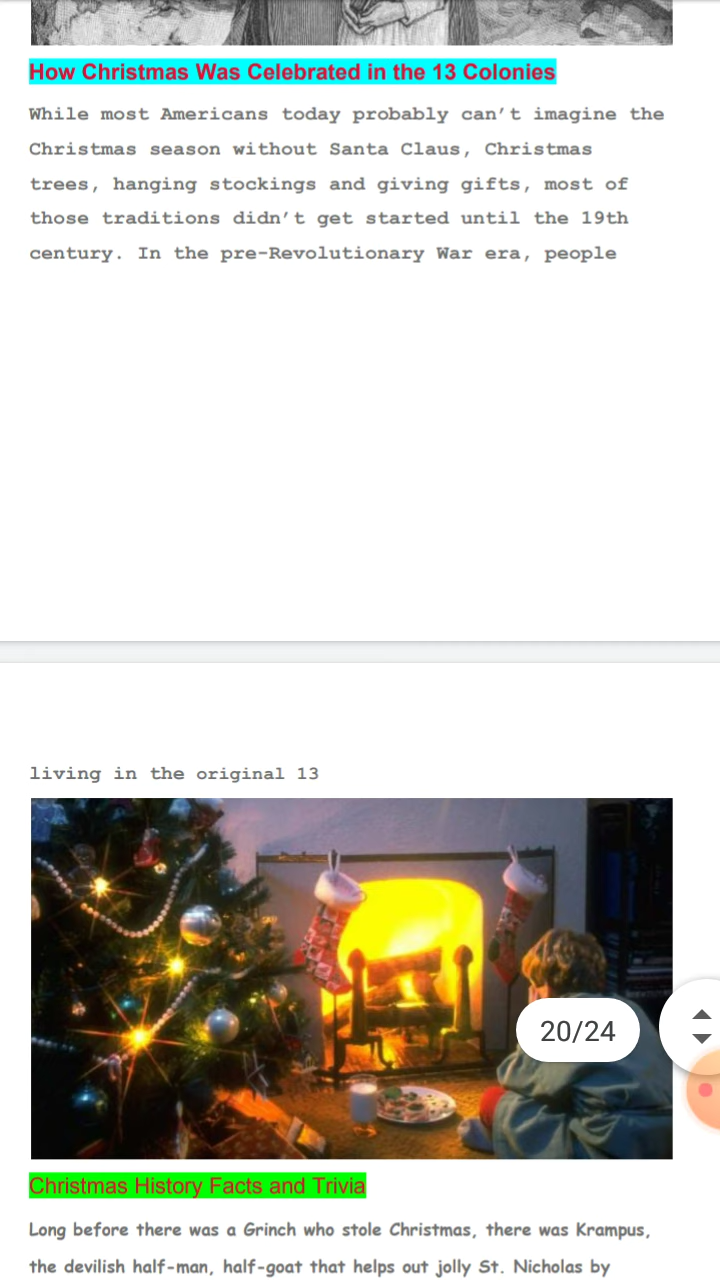 How Christmas Was Celebrated in the 13 Colonies
While most Americans today probably can't imagine the
Christmas season without Santa Claus, Christmas
trees, hanging stockings and giving gifts, most of
those traditions didn't get started until the 19th
century. In the pre-Revolutionary War era, people
living in the original 13
20/24
Christmas History Facts and Trivia
Long before there was a Grinch who stole Christmas, there was Krampus,
the devilish half-man, half-goat that helps out jolly St. Nicholas by